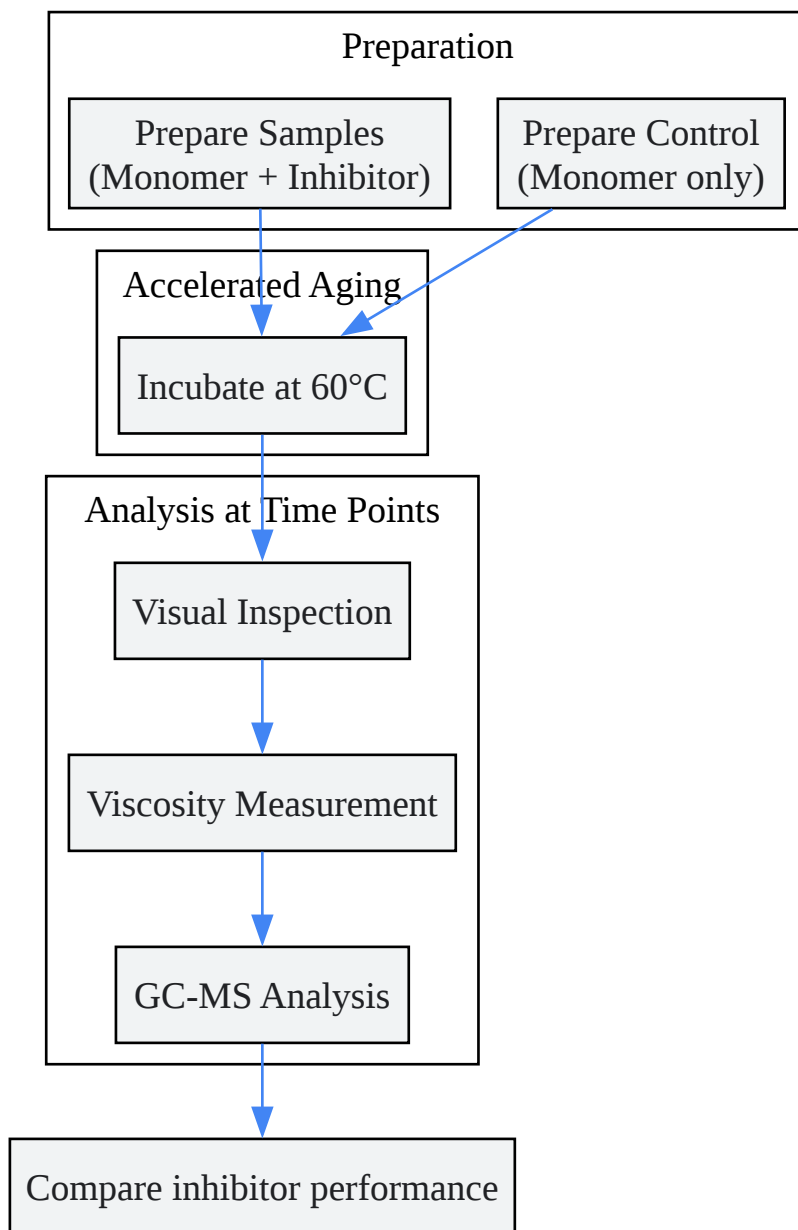 Preparation
Prepare Samples
(Monomer + Inhibitor)
Prepare Control
(Monomer only)
Accelerated Aging
Incubate at 60°C
Analysis at Time Points
Visual Inspection
Viscosity Measurement
GC-MS Analysis
Compare inhibitor performance